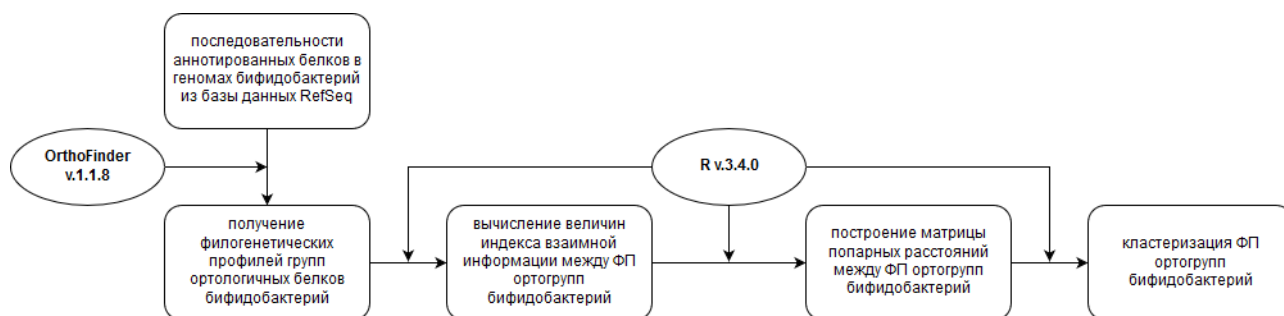 последовательности
аннотированных белков в
геномах бифидобактерий
из базы данных RefSeq
OrthoFinder
v.1.1.8
R v.3.4.0
получение
филогенетических
профилей групп
ортологичных белков
бифидобактерий
вычисление величин
индекса взаимной
информации между ФП
ортогрупп
бифидобактерий
построение матрицы
попарных расстояний
между ФП ортогрупп
бифидобактерий
кластеризация ФП
ортогрупп
бифидобактерий